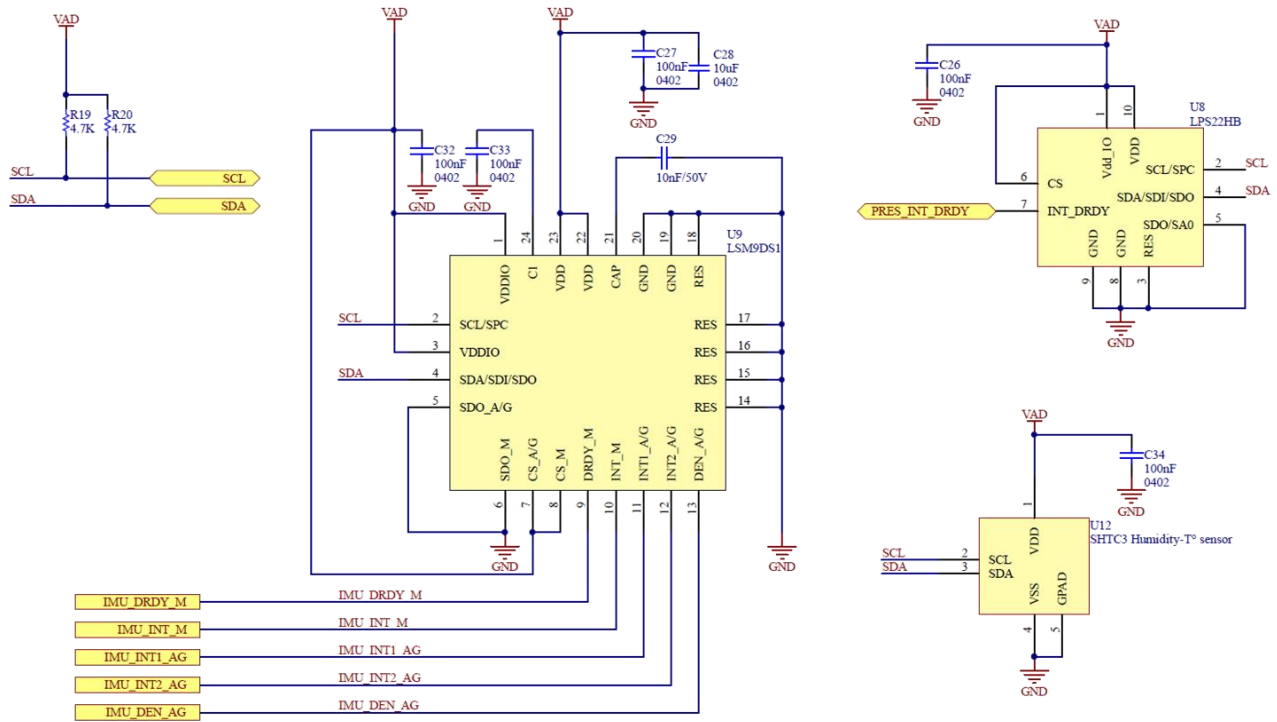 VAD
R19
4.7K
R20
4.7K
SCL
SCL
SDA
SDA
VAD
VAD
C27
100nF
0402
C28
10uF
0402
GND
C32
100nF
0402
GND
C33
100nF
0402
GND
C29
10nF/50V
U9
LSM9DS1
1
24
23
22
21
20
19
18
VDDIO
C1
VDD
VDD
CAP
GND
GND
RES
SCL
2
SCL/SPC
3
VDDIO
SDA
4
SDA/SDI/SDO
5
SDO_A/G
RES
17
RES
16
RES
15
RES
14
SDO_M
CS_A/G
CS_M
DRDY_M
INT_M
INT1_A/G
INT2_A/G
DEN_A/G
6
7
8
9
10
11
12
13
GND
GND
IMU_DRDY_M
IMU_DRDY_M
IMU_INT_M
IMU_INT_M
IMU_INT1_AG
IMU_INT1_AG
IMU_INT2_AG
IMU_INT2_AG
IMU_DEN_AG
IMU_DEN_AG
VAD
C26
100nF
0402
GND
U8
LPS22HB
1
10
Vdd_IO
VDD
6
CS
PRES_INT_DRDY
7
INT_DRDY
SCL/SPC
2
SCL
SDA/SDI/SDO
4
SDA
SDO/SA0
5
GND
GND
RES
9
8
3
GND
VAD
C34
100nF
0402
GND
1
VDD
U12
SHTC3 Humidity-T° sensor
SCL
2
SCL
SDA
3
SDA
VSS
GPAD
4
5
GND